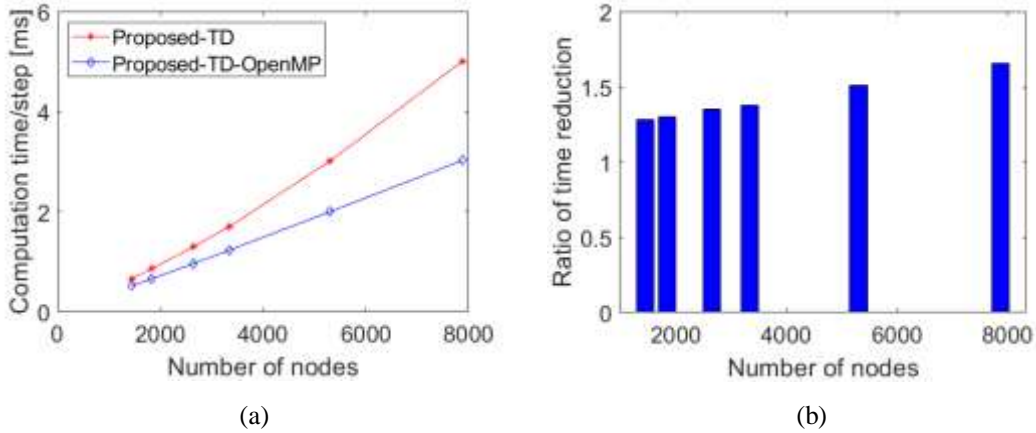 Computation time/step [ms]
6
4
2
0
Proposed-TD
Proposed-TD-OpenMP
0 2000 4000 6000 8000
Number of nodes
(a)
Ratio of time reduction
2
1.5
1
0.5
0
2000 4000 6000 8000
Number of nodes
(b)